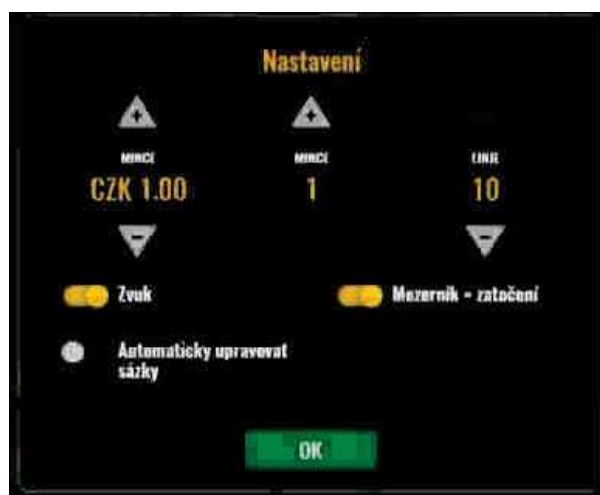 Nastavení
MINCE MINCE LINIE
CZK 1.00 1 10
Zvuk Mezerník - zatočení
Automaticky upravovat
sázky
OK